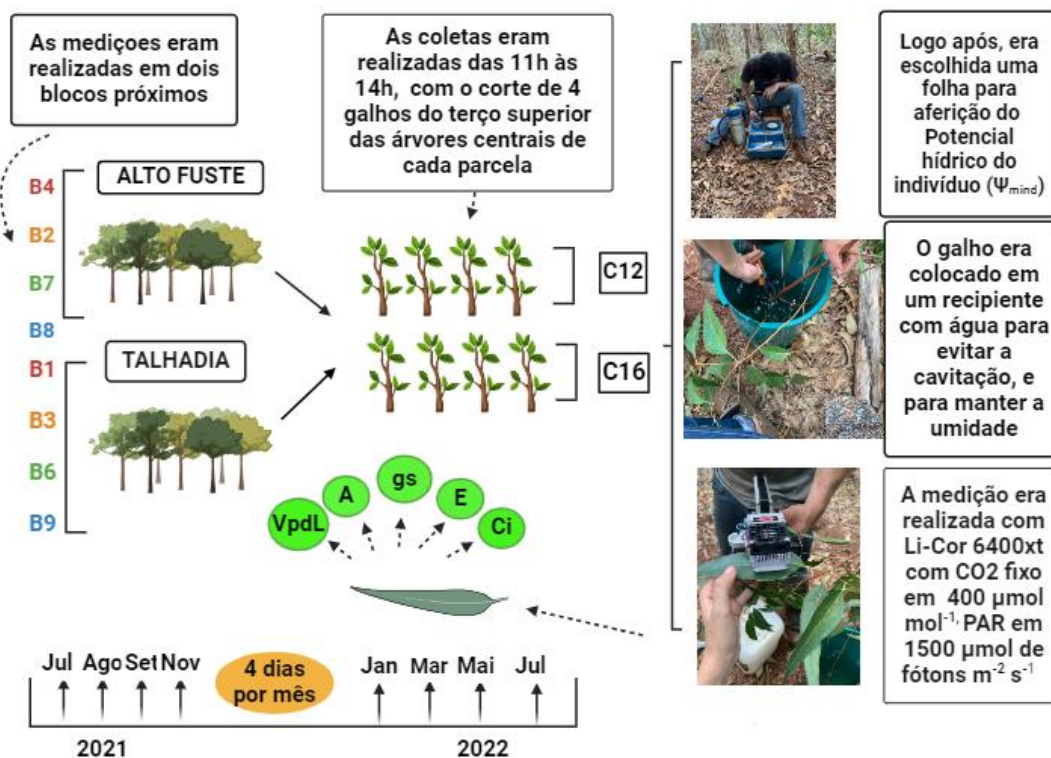 As mediçoes eram
realizadas em dois
blocos próximos
As coletas eram
realizadas das 11h às
14h, com o corte de 4
galhos do terço superior
das árvores centrais de
cada parcela
Logo após, era
escolhida uma
folha para
aferição do
Potencial
hídrico do
indivíduo (Ψmind)
ALTO FUSTE
B4
B2
B7
B8
TALHADIA
B1
B3
B6
B9
C12
C16
O galho era
colocado em
um recipiente
com água para
evitar a
cavitação, e
para manter a
umidade
VpdL
A
gs
E
Ci
A medição era
realizada com
Li-Cor 6400xt
com CO2 fixo
em 400 µmol
mol⁻¹, PAR em
1500 µmol de
fótons m⁻² s⁻¹
Jul Ago Set Nov
4 dias
por mês
Jan Mar Mai Jul
2021
2022